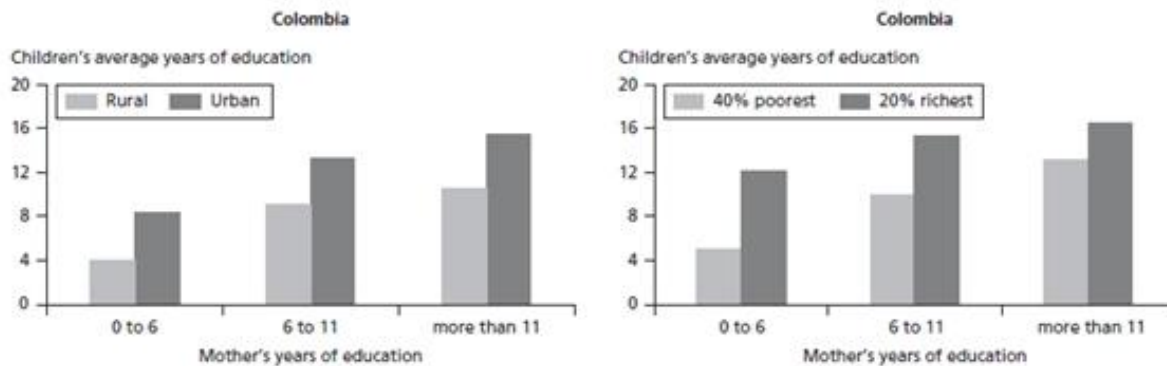 Colombia
Children's average years of education
20
16
12
8
4
0
Rural Urban
0 to 6 6 to 11 more than 11
Mother's years of education
Colombia
Children's average years of education
20
16
12
8
4
0
40% poorest 20% richest
0 to 6 6 to 11 more than 11
Mother's years of education